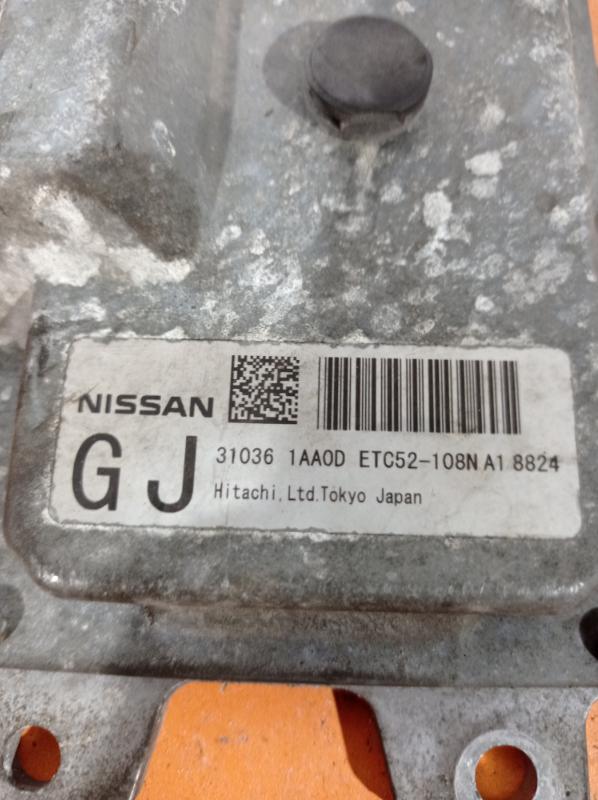 NISSAN
GJ
31036 1AA0D ETC52-108N A1 8824
Hitachi, Ltd. Tokyo Japan